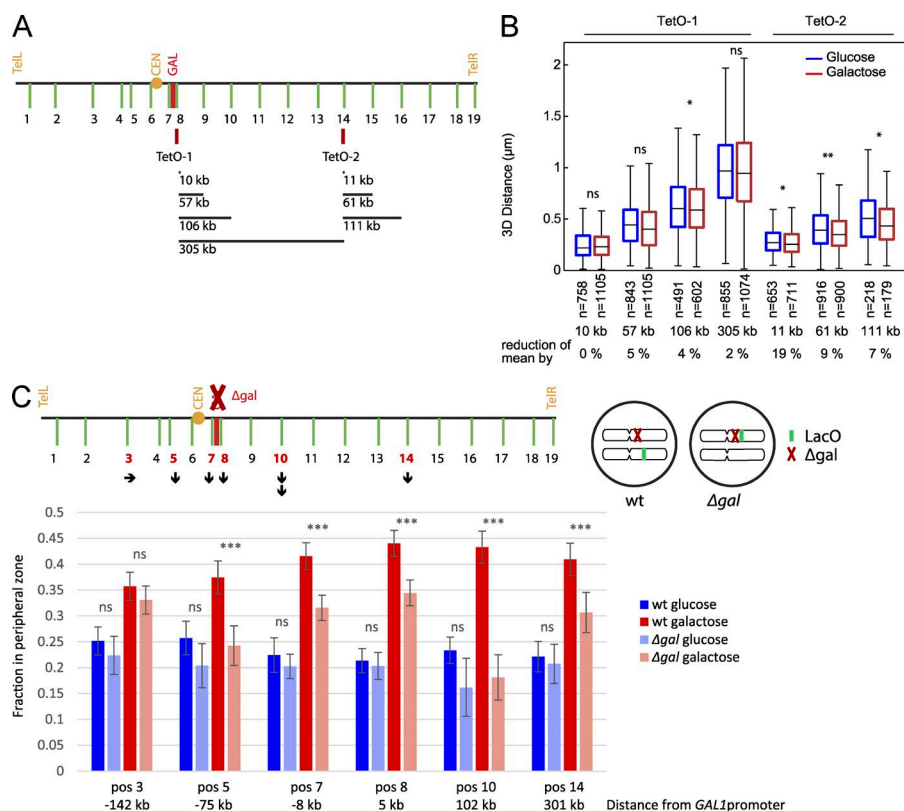 A
TelL
CEN
GAL
TelR
1 2 3 4 5 6 7 8 9 10 11 12 13 14 15 16 17 18 19
TetO-1 TetO-2
10 kb 11 kb
57 kb 61 kb
106 kb 111 kb
305 kb
B
TetO-1 TetO-2
Glucose
Galactose
3D Distance (µm)
2
1
0.5
0
ns ns * ns * ** *
n=758 n=1105 n=843 n=1105 n=491 n=602 n=855 n=1074 n=653 n=711 n=916 n=900 n=218 n=179
10 kb 57 kb 106 kb 305 kb 11 kb 61 kb 111 kb
reduction of
mean by
0 % 5 % 4 % 2 % 19 % 9 % 7 %
C
TelL
CEN
Δgal
TelR
1 2 3 4 5 6 7 8 9 10 11 12 13 14 15 16 17 18 19
LacO
Δgal
wt Δgal
Fraction in peripheral zone
0.5
0.45
0.4
0.35
0.3
0.25
0.2
0.15
0.1
0.05
0
ns ns ns *** ns *** ns *** ns *** ns ***
wt glucose
wt galactose
Δgal glucose
Δgal galactose
pos 3 pos 5 pos 7 pos 8 pos 10 pos 14
-142 kb -75 kb -8 kb 5 kb 102 kb 301 kb Distance from GAL1promoter